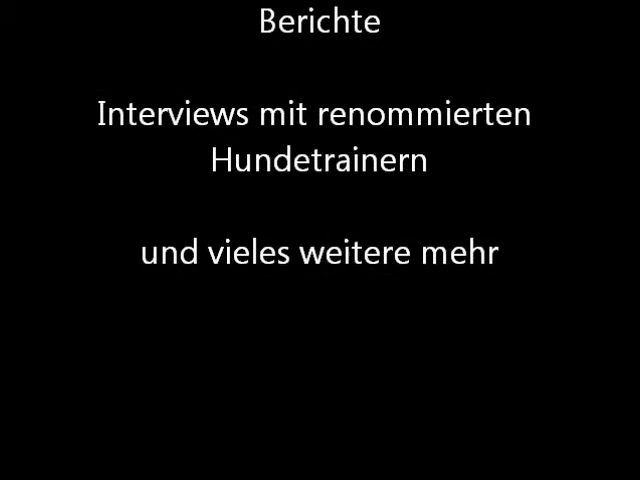 Berichte
Interviews mit renommierten
Hundetrainern
und vieles weitere mehr